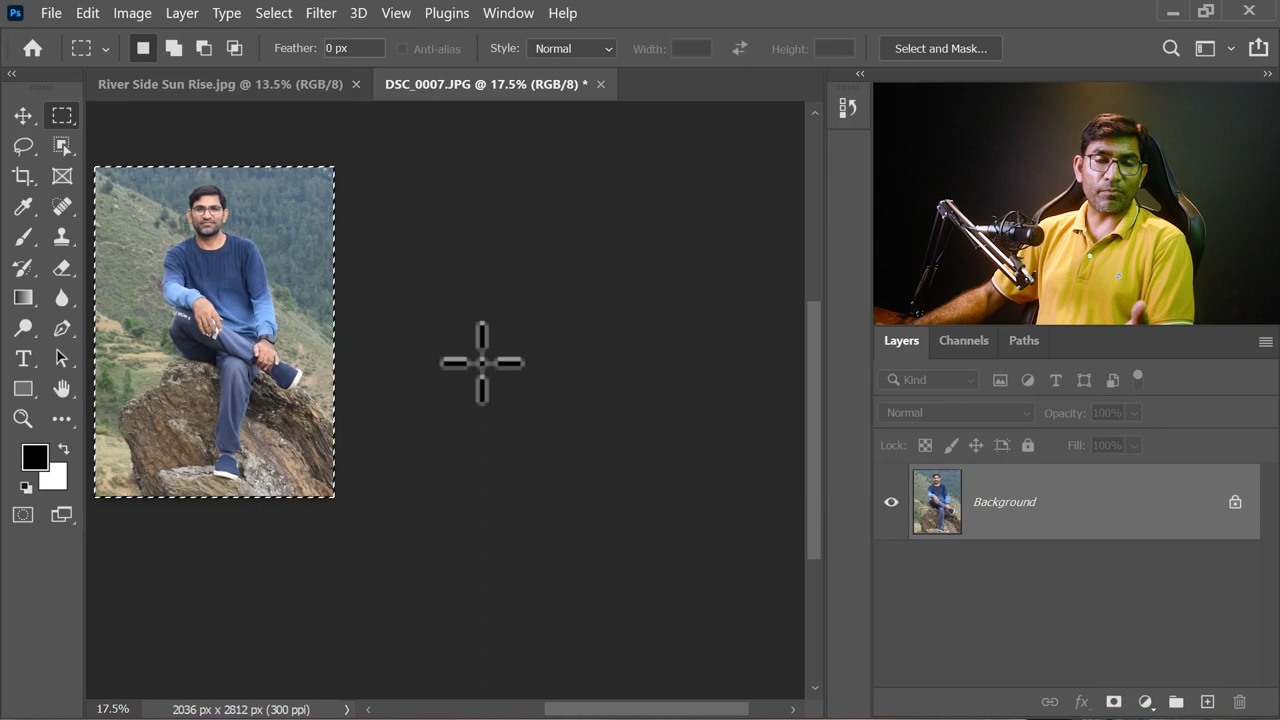 Ps File Edit Image Layer Type Select Filter 3D View Plugins Window Help
Feather: 0 px Anti-alias Style: Normal Width: Height: Select and Mask...
River Side Sun Rise.jpg @ 13.5% (RGB/8) × DSC_0007.JPG @ 17.5% (RGB/8) * ×
Layers Channels Paths
Kind
Normal Opacity: 100%
Lock: Fill: 100%
Background
17.5% 2036 px x 2812 px (300 ppi)